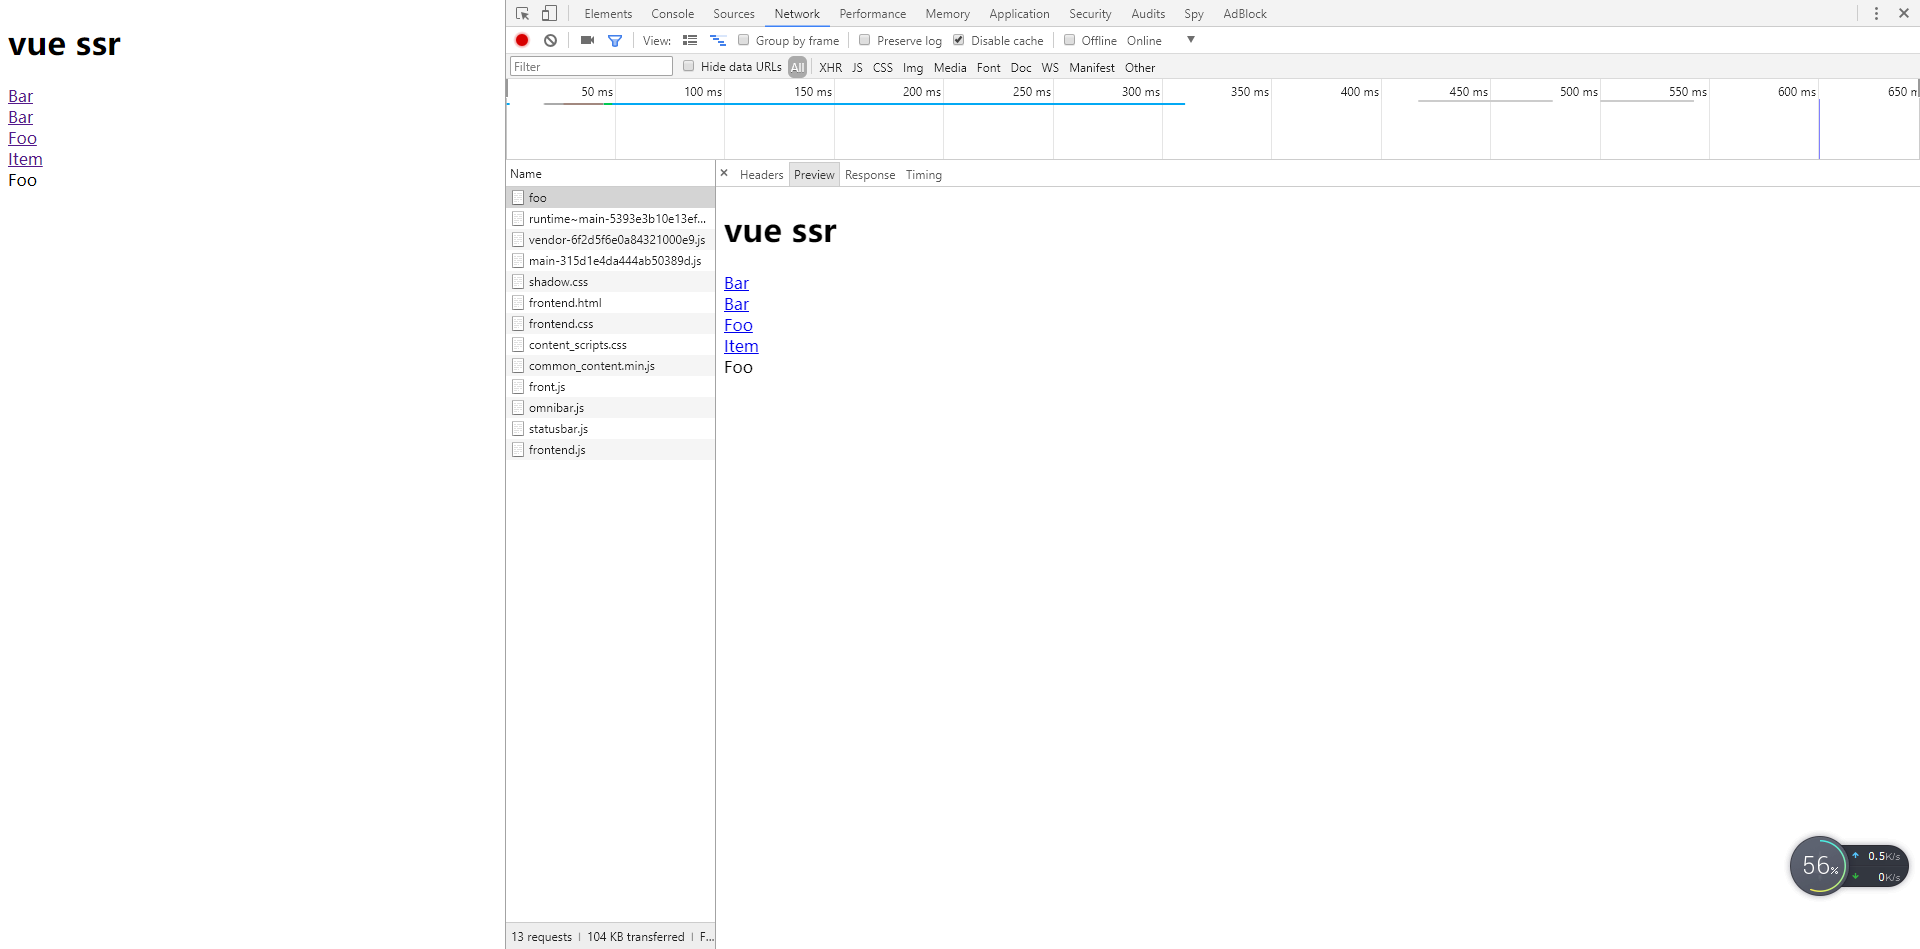 vue ssr
Bar
Bar
Foo
Item
Foo
Elements Console Sources Network Performance Memory Application Security Audits Spy AdBlock
View: Group by frame Preserve log Disable cache Offline Online
Filter Hide data URLs All XHR JS CSS Img Media Font Doc WS Manifest Other
50 ms 100 ms 150 ms 200 ms 250 ms 300 ms 350 ms 400 ms 450 ms 500 ms 550 ms 600 ms 650 m
Name
foo
runtime~main-5393e3b10e13ef...
vendor-6f2d5f6e0a84321000e9.js
main-315d1e4da444ab50389d.js
shadow.css
frontend.html
frontend.css
content_scripts.css
common_content.min.js
front.js
omnibar.js
statusbar.js
frontend.js
13 requests | 104 KB transferred | F...
Headers Preview Response Timing
vue ssr
Bar
Bar
Foo
Item
Foo
56%
0.5K/s
0K/s